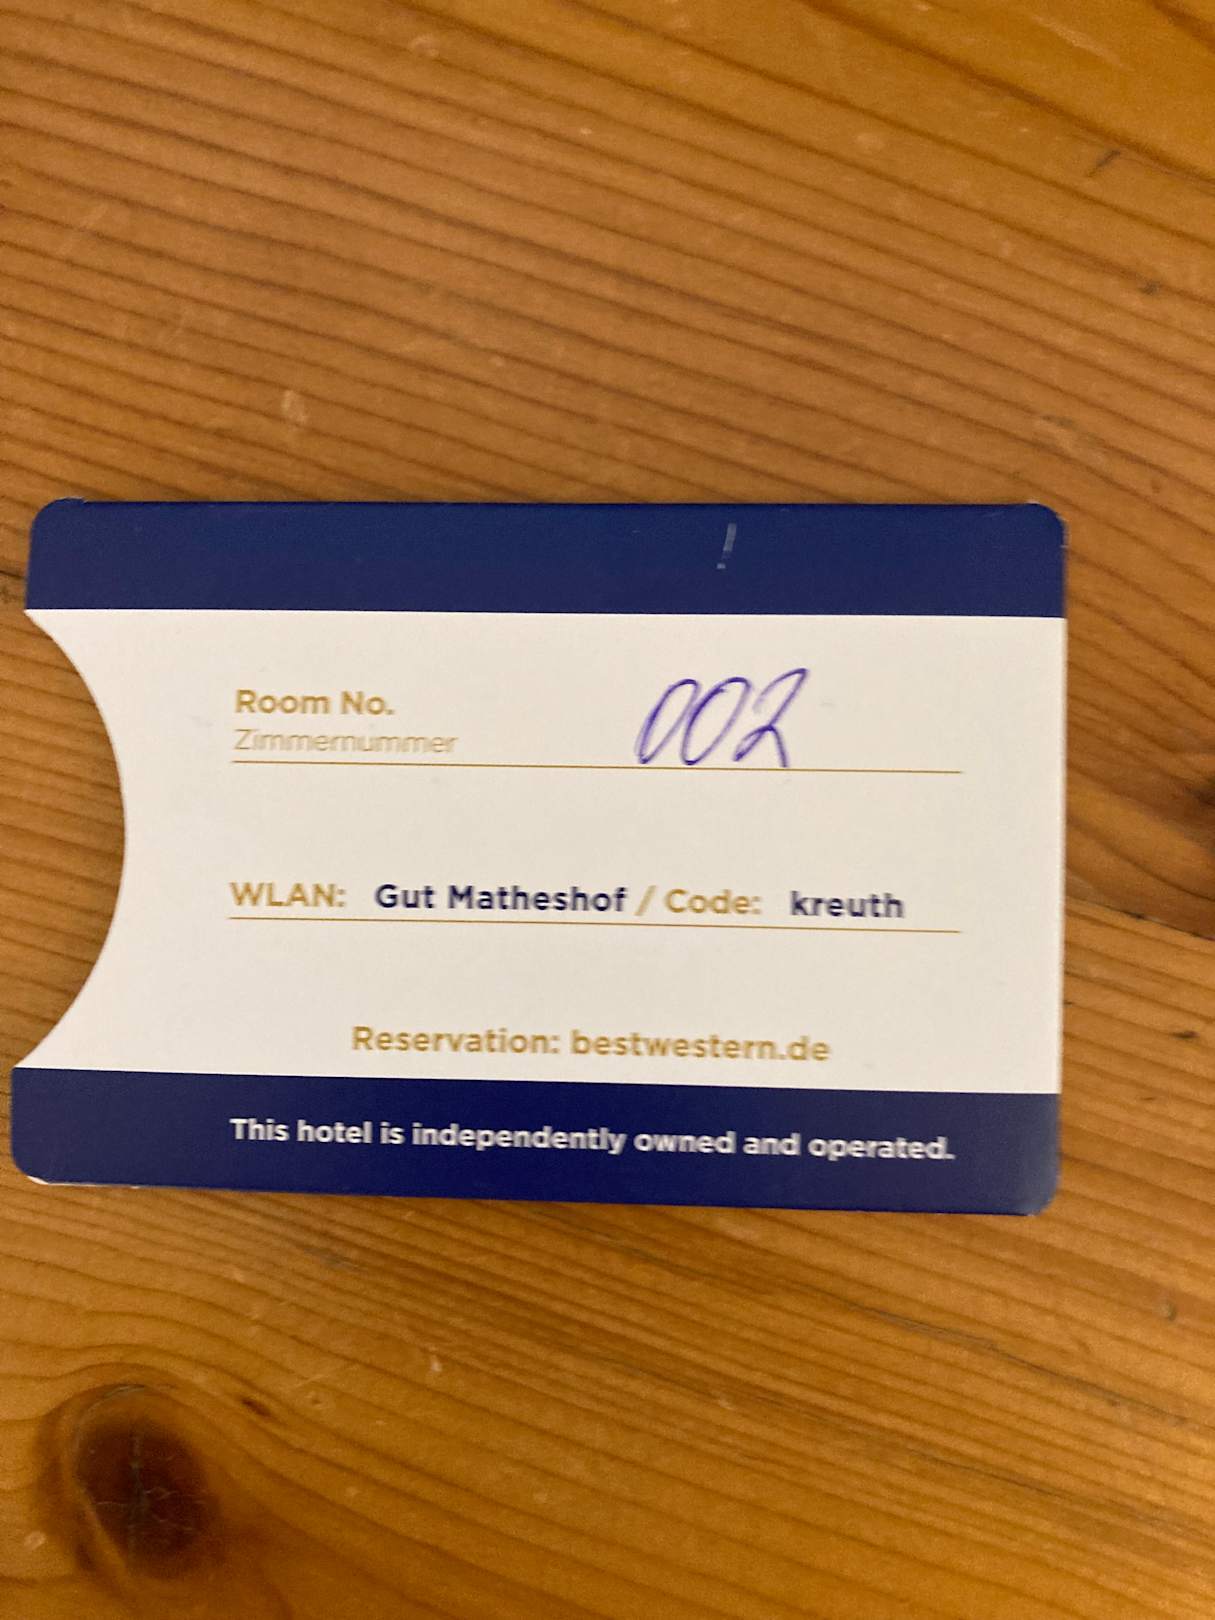 Room No. 002
Zimmernummer
WLAN: Gut Matheshof / Code: kreuth
Reservation: bestwestern.de
This hotel is independently owned and operated.